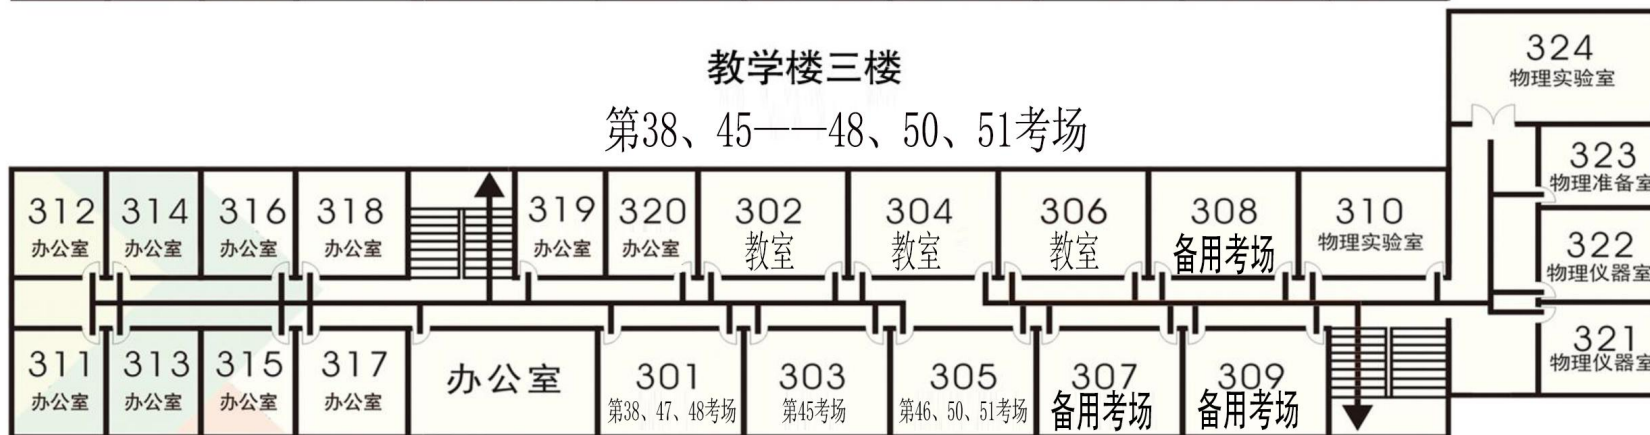 教学楼三楼
第38、45——48、50、51考场
324
物理实验室
323
物理准备室
322
物理仪器室
321
物理仪器室
312
办公室
314
办公室
316
办公室
318
办公室
319
办公室
320
办公室
302
教室
304
教室
306
教室
308
备用考场
310
物理实验室
311
办公室
313
办公室
315
办公室
317
办公室
办公室
301
第38、47、48考场
303
第45考场
305
第46、50、51考场
307
备用考场
309
备用考场